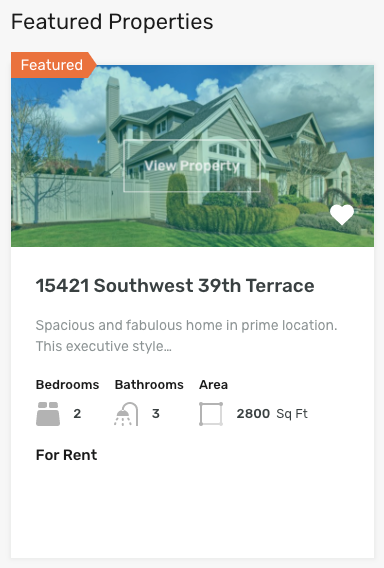 Featured Properties
Featured
View Property
15421 Southwest 39th Terrace
Spacious and fabulous home in prime location.
This executive style…
Bedrooms Bathrooms Area
2 3 2800 Sq Ft
For Rent